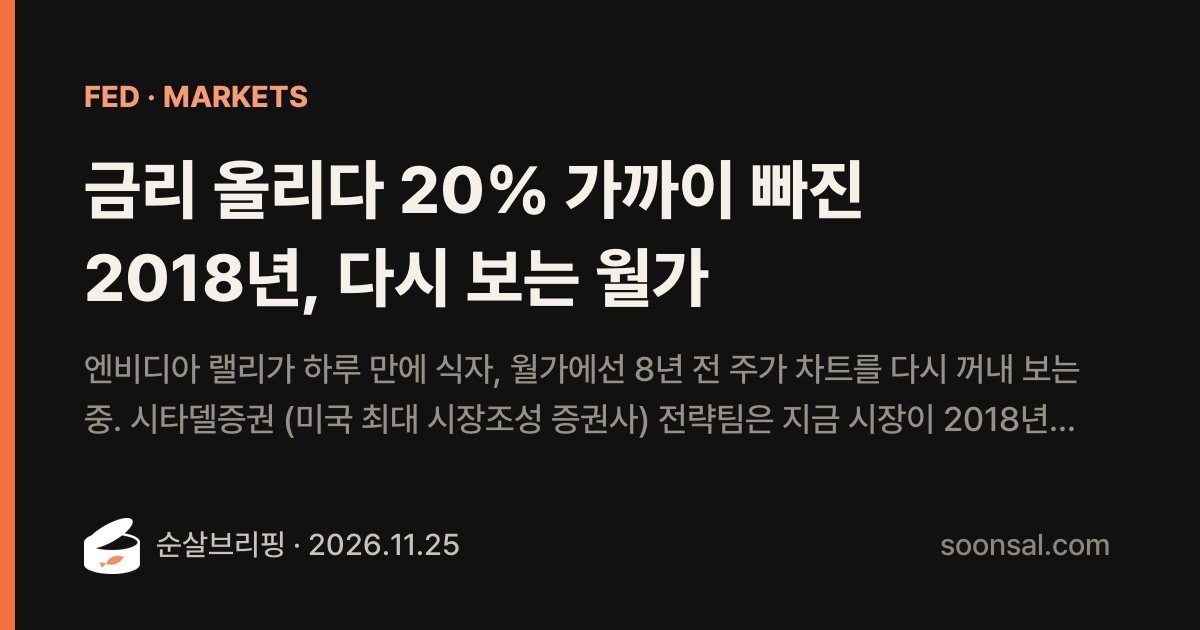 FED · MARKETS
금리 올리다 20% 가까이 빠진
2018년, 다시 보는 월가
엔비디아 랠리가 하루 만에 식자, 월가에선 8년 전 주가 차트를 다시 꺼내 보는
중. 시타델증권 (미국 최대 시장조성 증권사) 전략팀은 지금 시장이 2018년...
순살브리핑 · 2026.11.25
soonsal.com